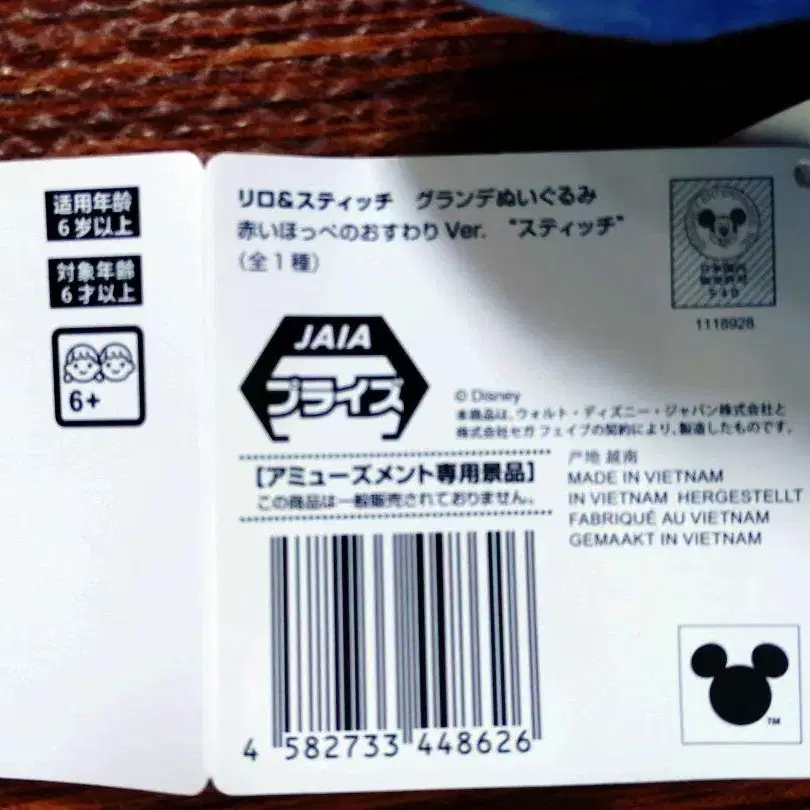 适用年龄
6岁以上
対象年齢
6才以上
6+
リロ&スティッチ グランデぬいぐるみ
赤いほっぺのおすわりVer. “スティッチ”
(全1種)
JAIA
プライズ
[アミューズメント専用景品]
この商品は一般販売されておりません。
4 582733 448626
1118928
© Disney
本商品は、ウォルト・ディズニー・ジャパン株式会社と
株式会社セガ フェイブの契約により、製造したものです。
产地 越南
MADE IN VIETNAM
IN VIETNAM HERGESTELLT
FABRIQUÉ AU VIETNAM
GEMAAKT IN VIETNAM
TM